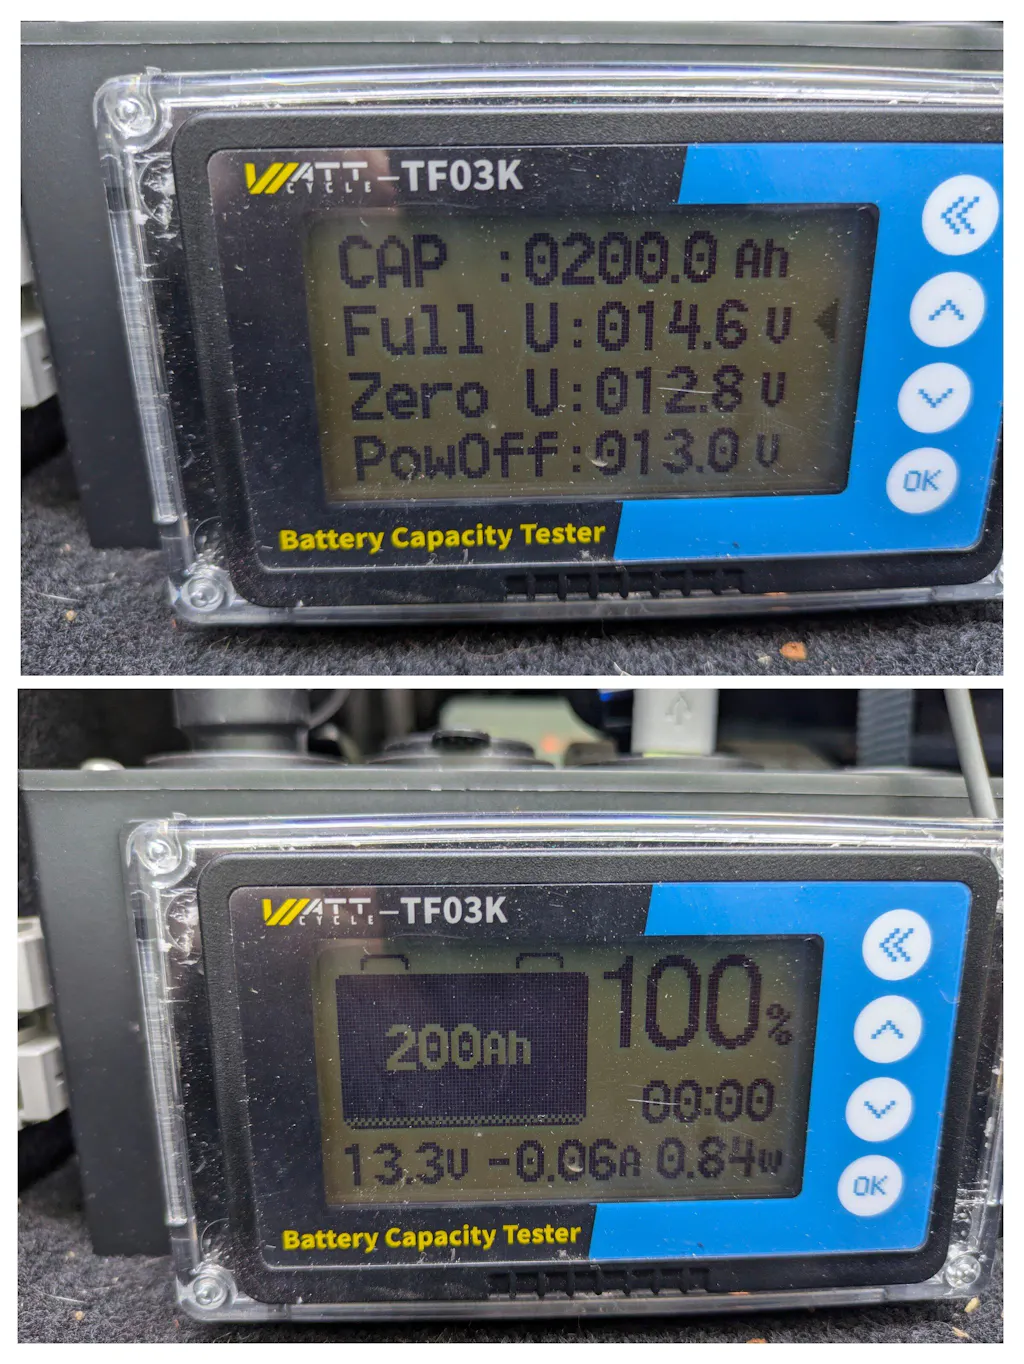 WATT CYCLE –TF03K
CAP :0200.0 Ah
Full U:014.6 V
Zero U:012.8 V
PowOff:013.0 V
OK
Battery Capacity Tester
WATT CYCLE –TF03K
200Ah
100%
00:00
13.3V -0.06A 0.84W
OK
Battery Capacity Tester